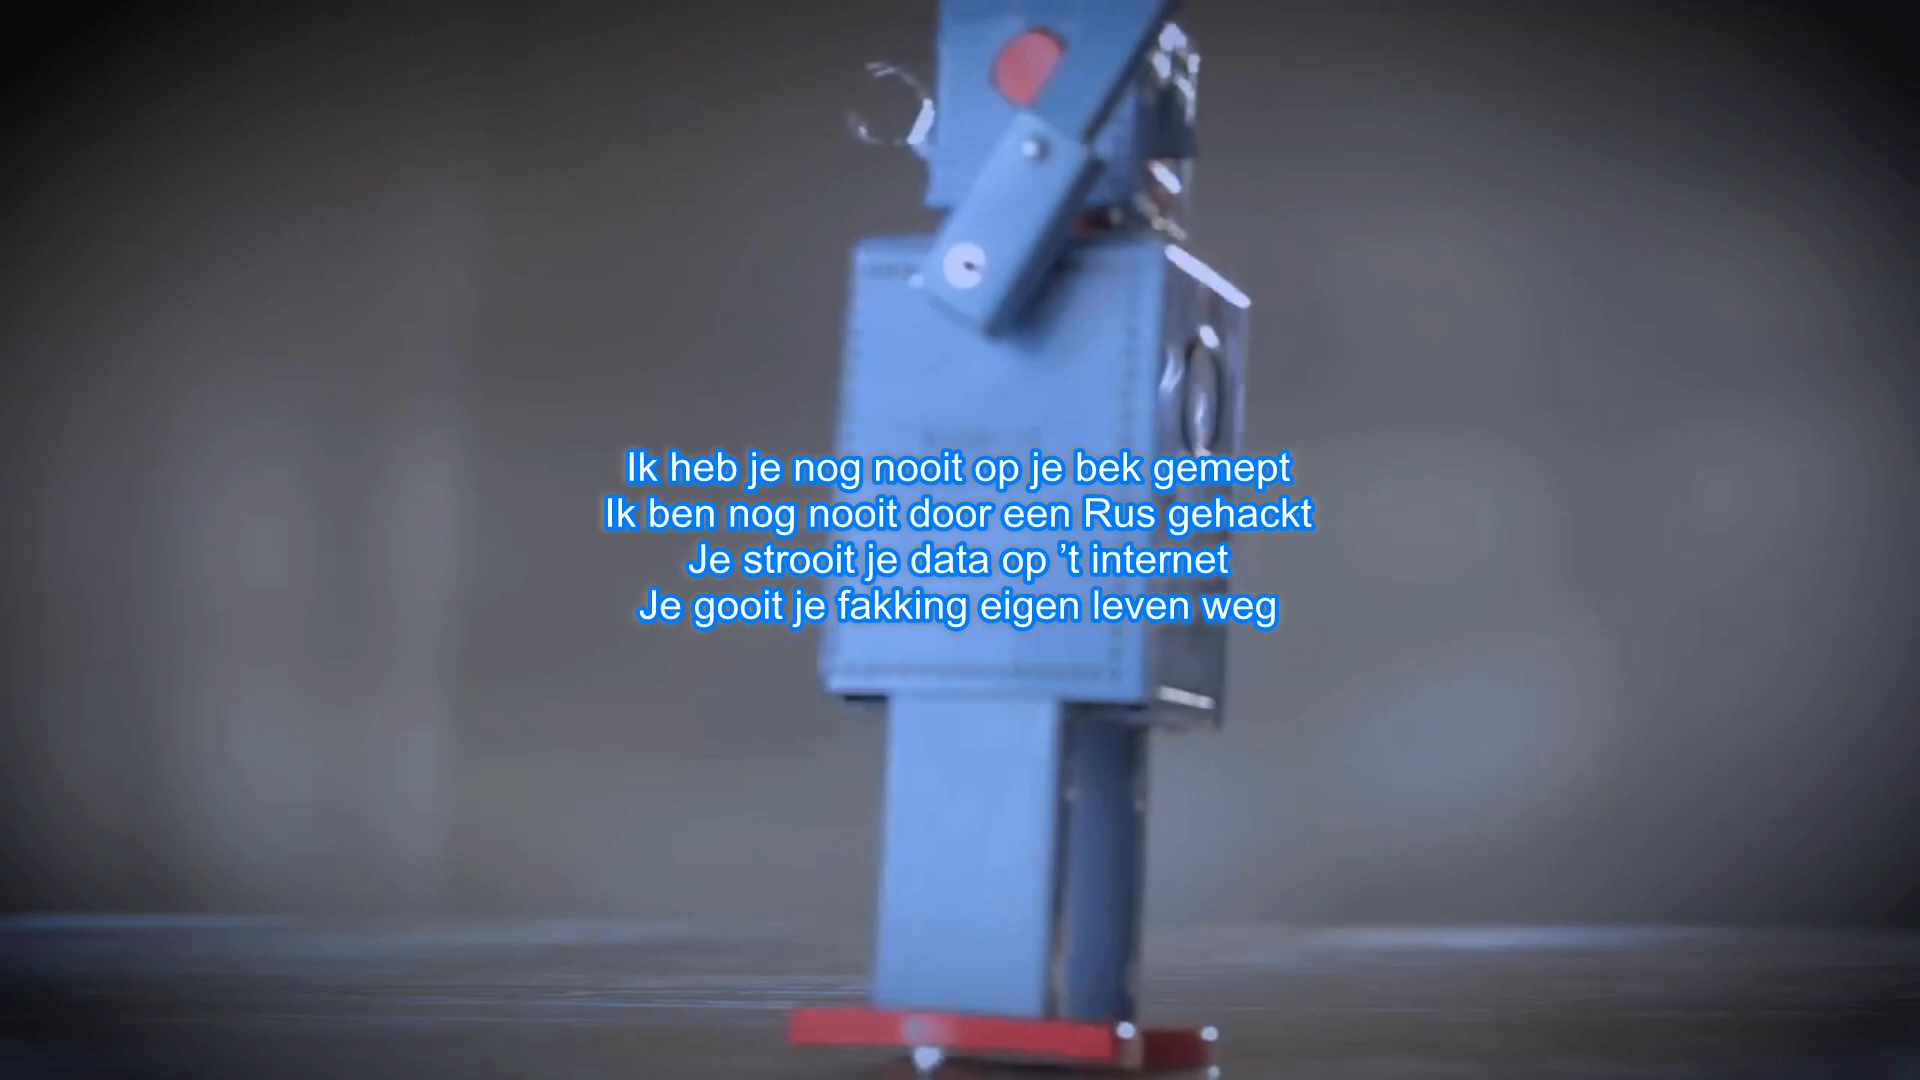 Ik heb je nog nooit op je bek gemept
Ik ben nog nooit door een Rus gehackt
Je strooit je data op ’t internet
Je gooit je fakking eigen leven weg